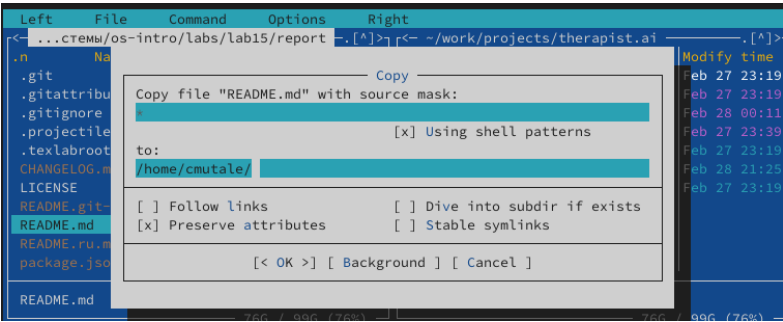 Left File Command Options Right
<─ ...стемы/os-intro/labs/lab15/report ─.[^]>
<─ ~/work/projects/therapist.ai ─.[^]>
.n Na
Modify time
.git
Feb 27 23:19
.gitattribu
Feb 27 23:19
.gitignore
Feb 28 00:11
.projectile
Feb 27 23:39
.texlabroot
Feb 27 23:19
CHANGELOG.m
Feb 28 21:25
LICENSE
Feb 27 23:19
README.git-
README.md
README.ru.m
package.jso
Copy
Copy file "README.md" with source mask:
*
[x] Using shell patterns
to:
/home/cmutale/
[ ] Follow links
[ ] Dive into subdir if exists
[x] Preserve attributes
[ ] Stable symlinks
[< OK >] [ Background ] [ Cancel ]
README.md
76G / 99G (76%)
76G / 99G (76%)